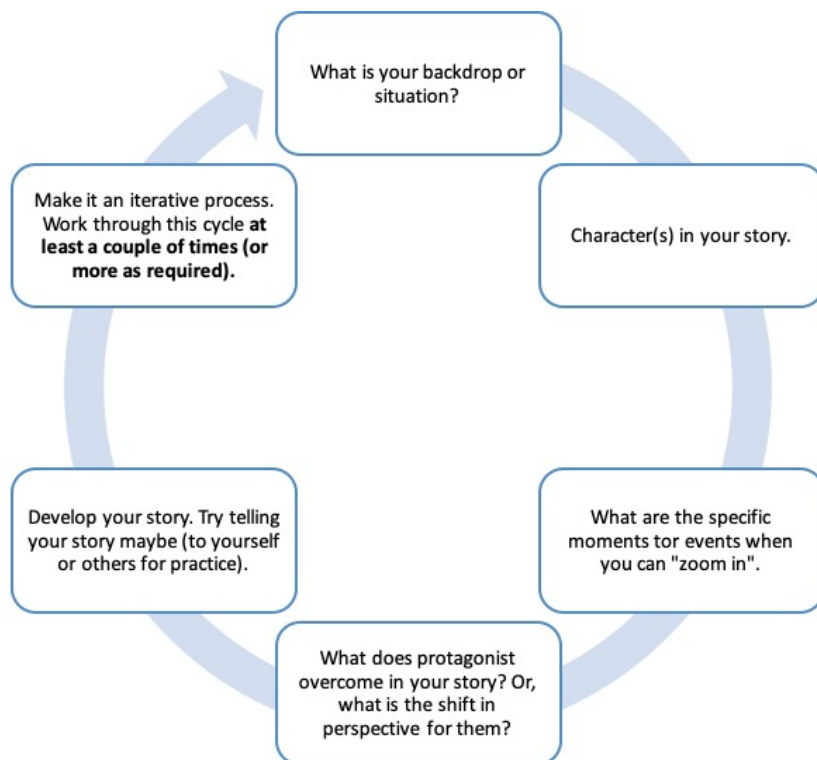 What is your backdrop or
situation?
Character(s) in your story.
What are the specific
moments tor events when
you can "zoom in".
What does protagonist
overcome in your story? Or,
what is the shift in
perspective for them?
Develop your story. Try telling
your story maybe (to yourself
or others for practice).
Make it an iterative process.
Work through this cycle at
least a couple of times (or
more as required).